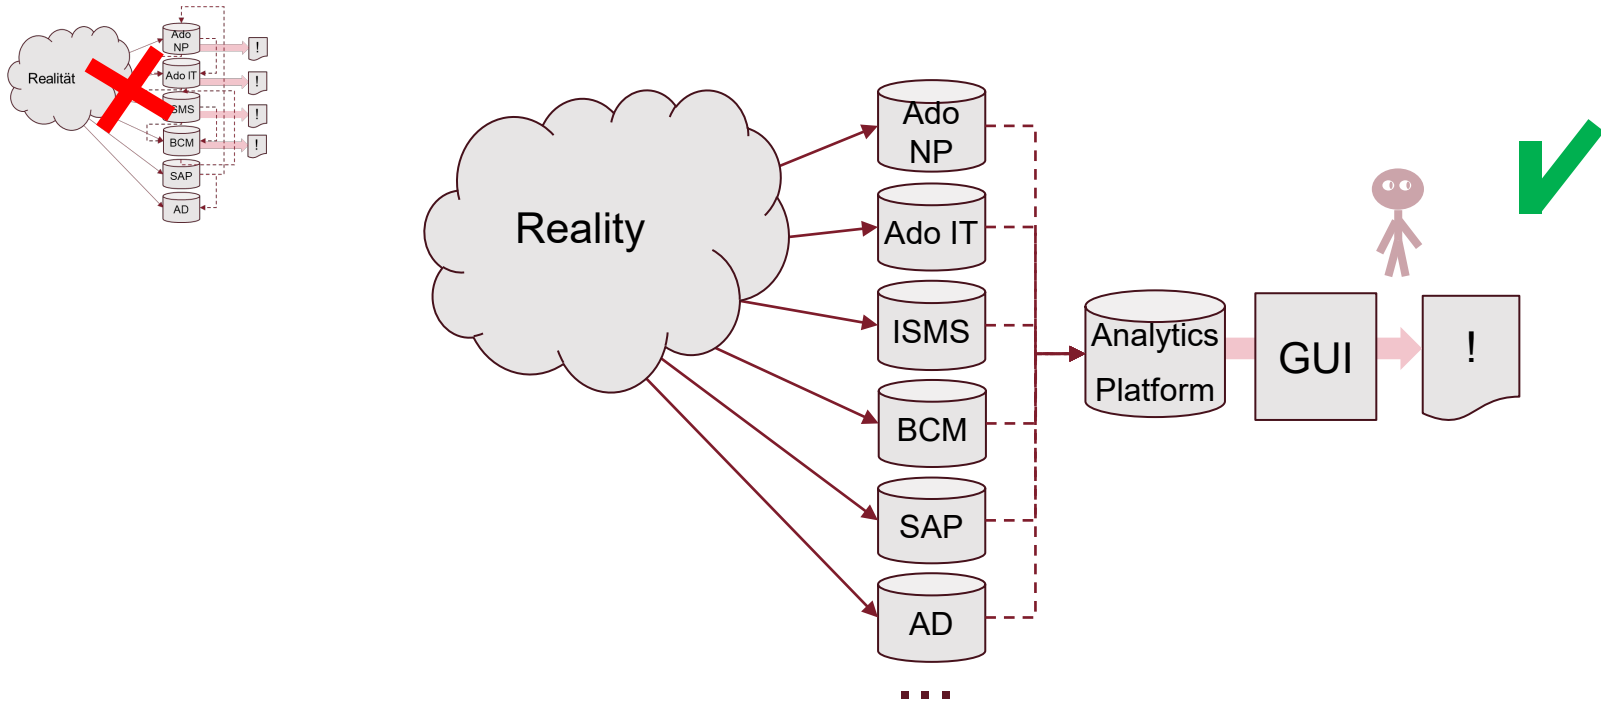 Realität
Ado
NP
!
Ado IT
!
ISMS
!
BCM
!
SAP
AD
Reality
Ado
NP
Ado IT
ISMS
BCM
SAP
AD
...
Analytics
Platform
GUI
!